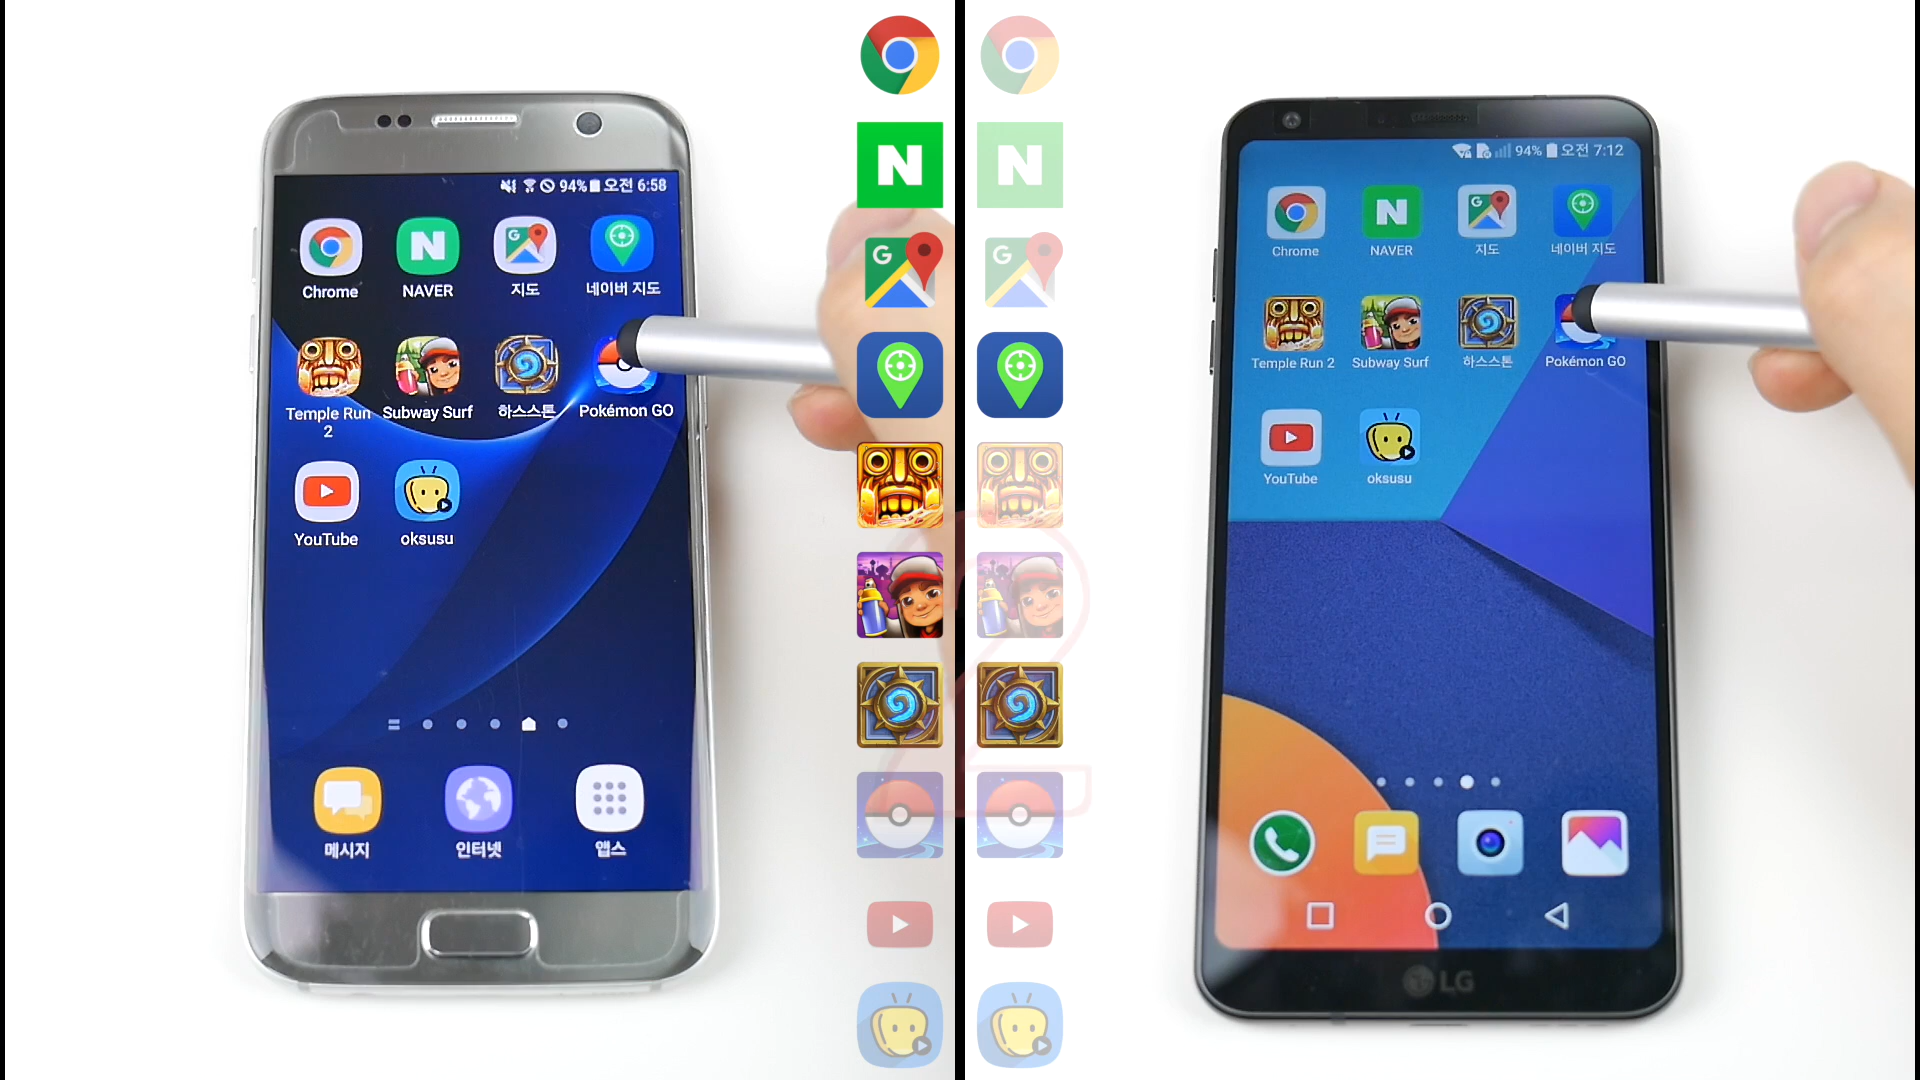 94% 오전 6:58
Chrome
NAVER
지도
네이버 지도
Temple Run
2
Subway Surf
하스스톤
Pokémon GO
YouTube
oksusu
메시지
인터넷
앱스
N
N
G
G
2
94% 오전 7:12
Chrome
NAVER
지도
네이버 지도
Temple Run 2
Subway Surf
하스스톤
Pokémon GO
YouTube
oksusu
LG